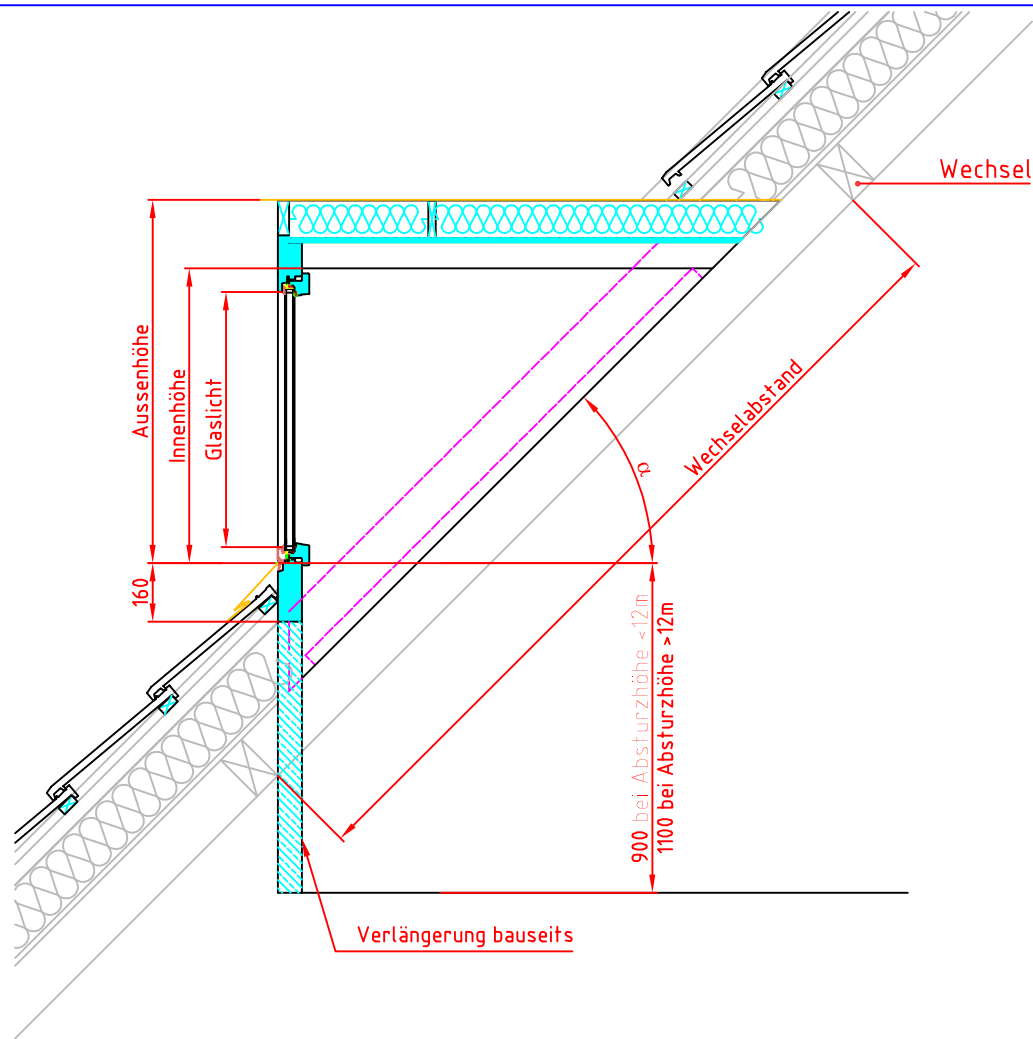 Wechsel
Aussenhöhe
Innenhöhe
Glaslicht
Wechselabstand
α
160
900 bei Absturzhöhe <12m
1100 bei Absturzhöhe >12m
Verlängerung bauseits